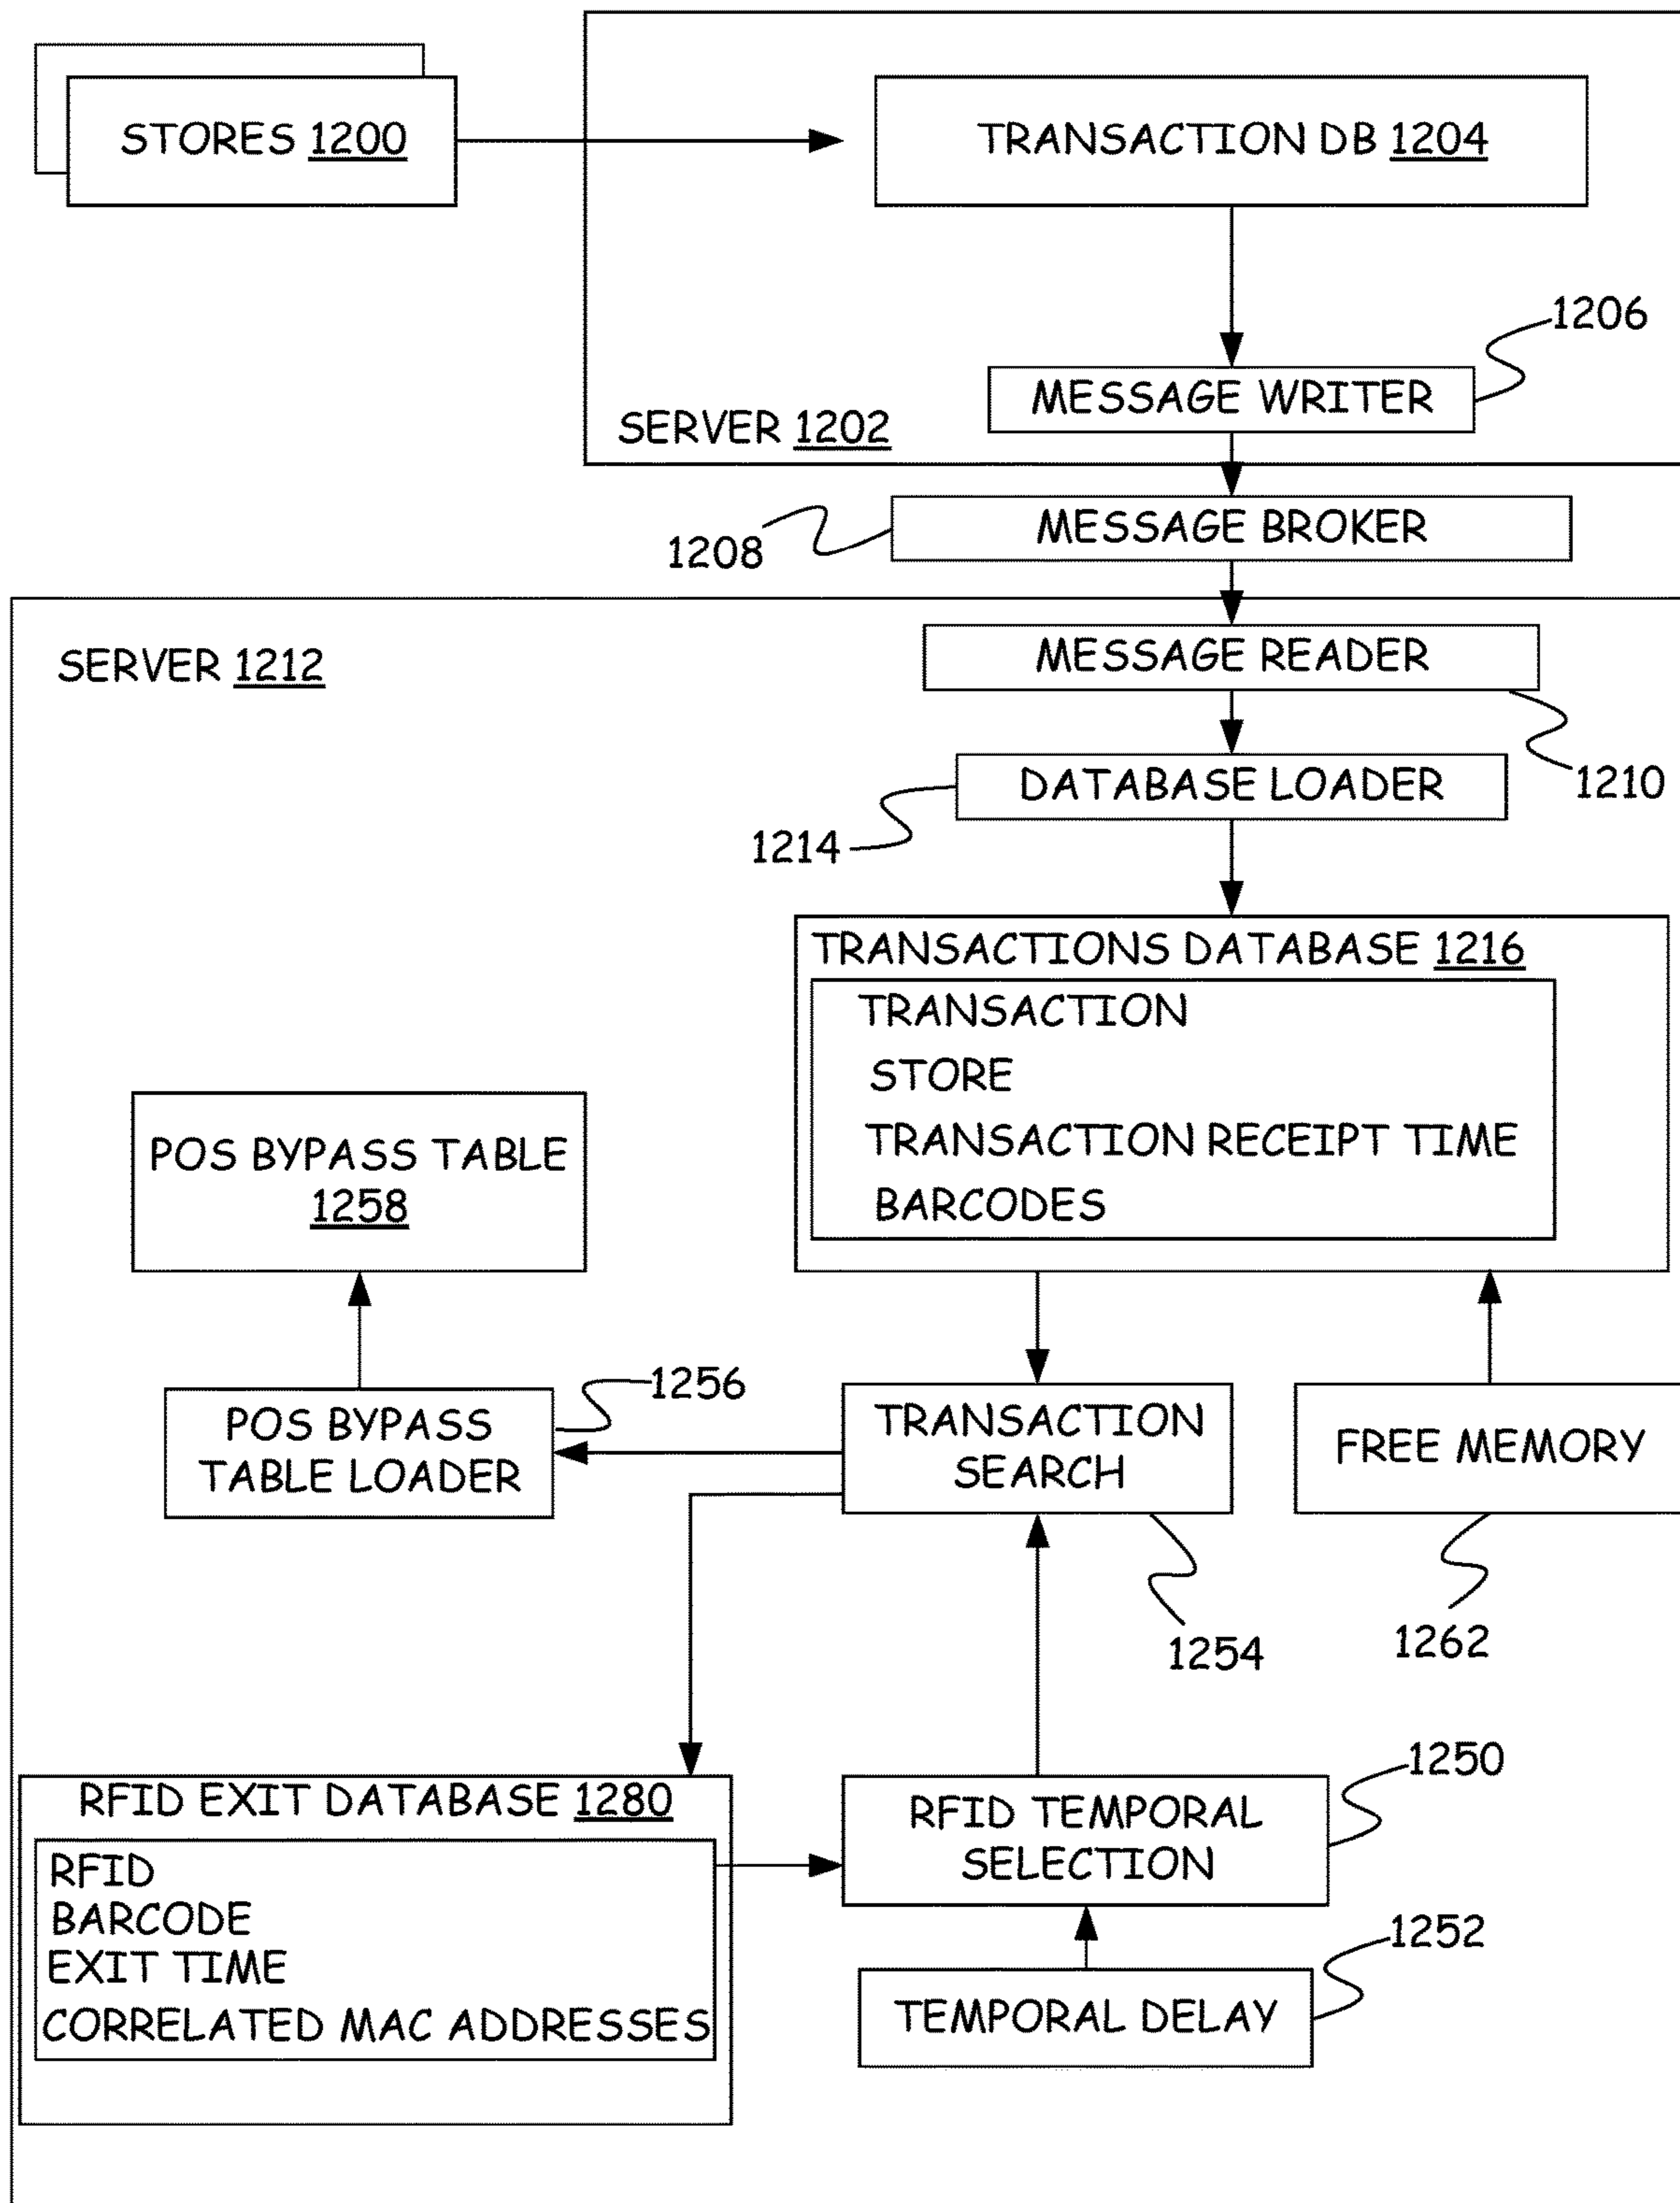 STORES 1200
TRANSACTION DB 1204
1206
MESSAGE WRITER
SERVER 1202
MESSAGE BROKER
1208
MESSAGE READER
SERVER 1212
DATABASE LOADER
1210
1214
TRANSACTIONS DATABASE 1216
TRANSACTION
STORE
TRANSACTION RECEIPT TIME
BARCODES
POS BYPASS TABLE
1258
1256
POS BYPASS
TABLE LOADER
TRANSACTION
SEARCH
FREE MEMORY
1254
1262
1250
RFID EXIT DATABASE 1280
RFID
BARCODE
EXIT TIME
CORRELATED MAC ADDRESSES
RFID TEMPORAL
SELECTION
1252
TEMPORAL DELAY